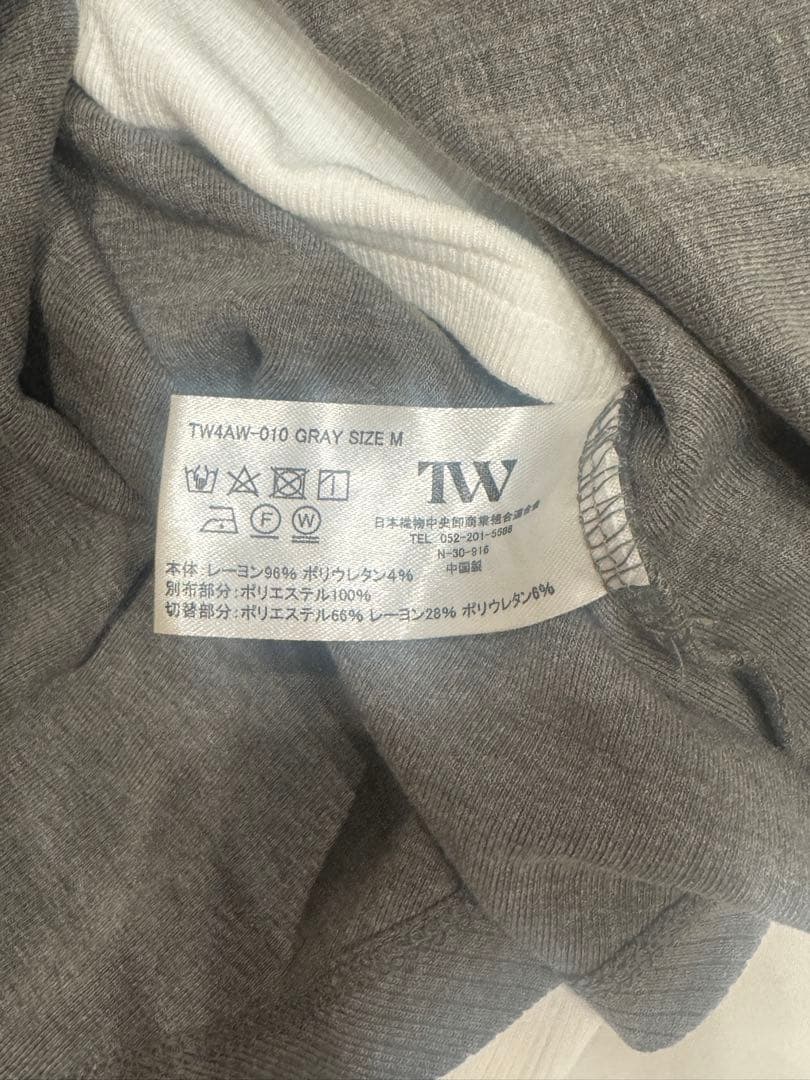 TW4AW-010 GRAY SIZE M
TW
日本織物中央卸商業組合連合会
TEL 052-201-5588
N-30-916
中国製
F W
本体:レーヨン96% ポリウレタン4%
別布部分:ポリエステル100%
切替部分:ポリエステル66% レーヨン28% ポリウレタン6%